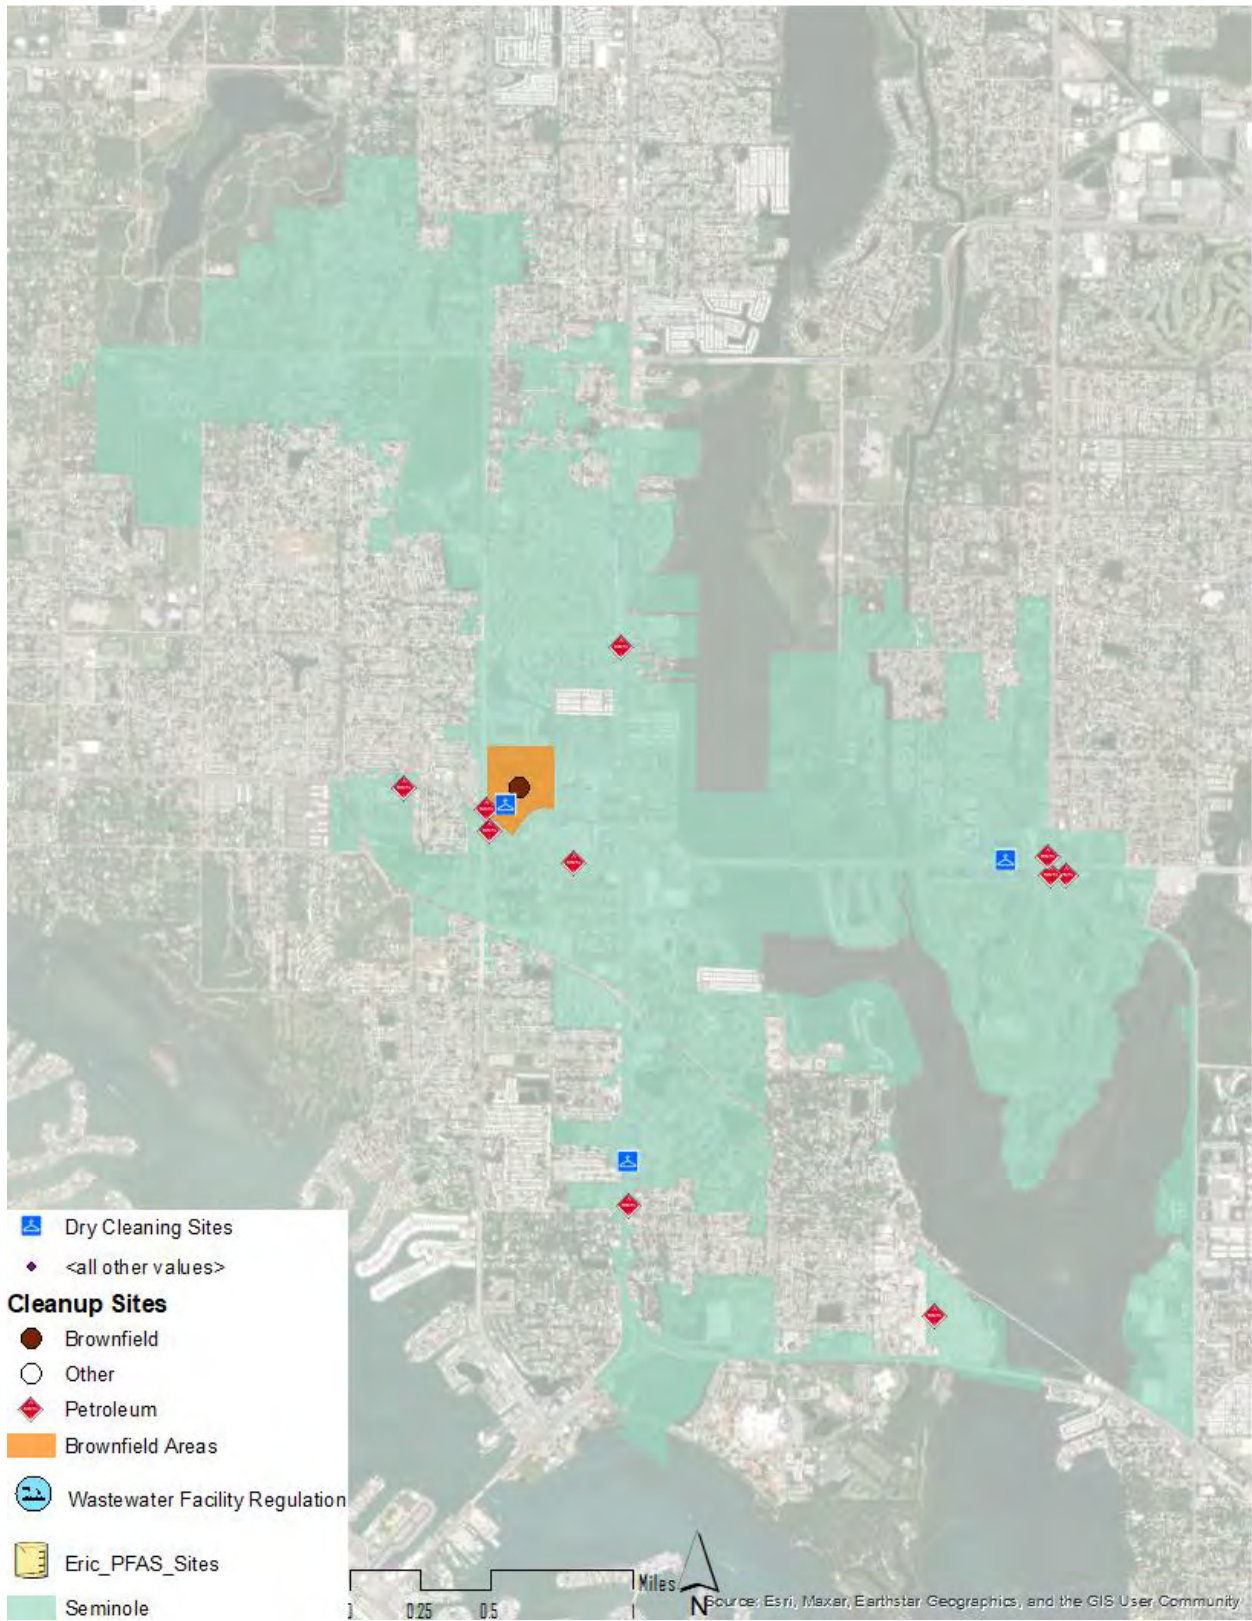 Dry Cleaning Sites
<all other values>
Cleanup Sites
Brownfield
Other
Petroleum
Brownfield Areas
Wastewater Facility Regulation
Eric_PFAS_Sites
Seminole
Miles
0 0.25 0.5 1
N
Source: Esri, Maxar, Earthstar Geographics, and the GIS User Community